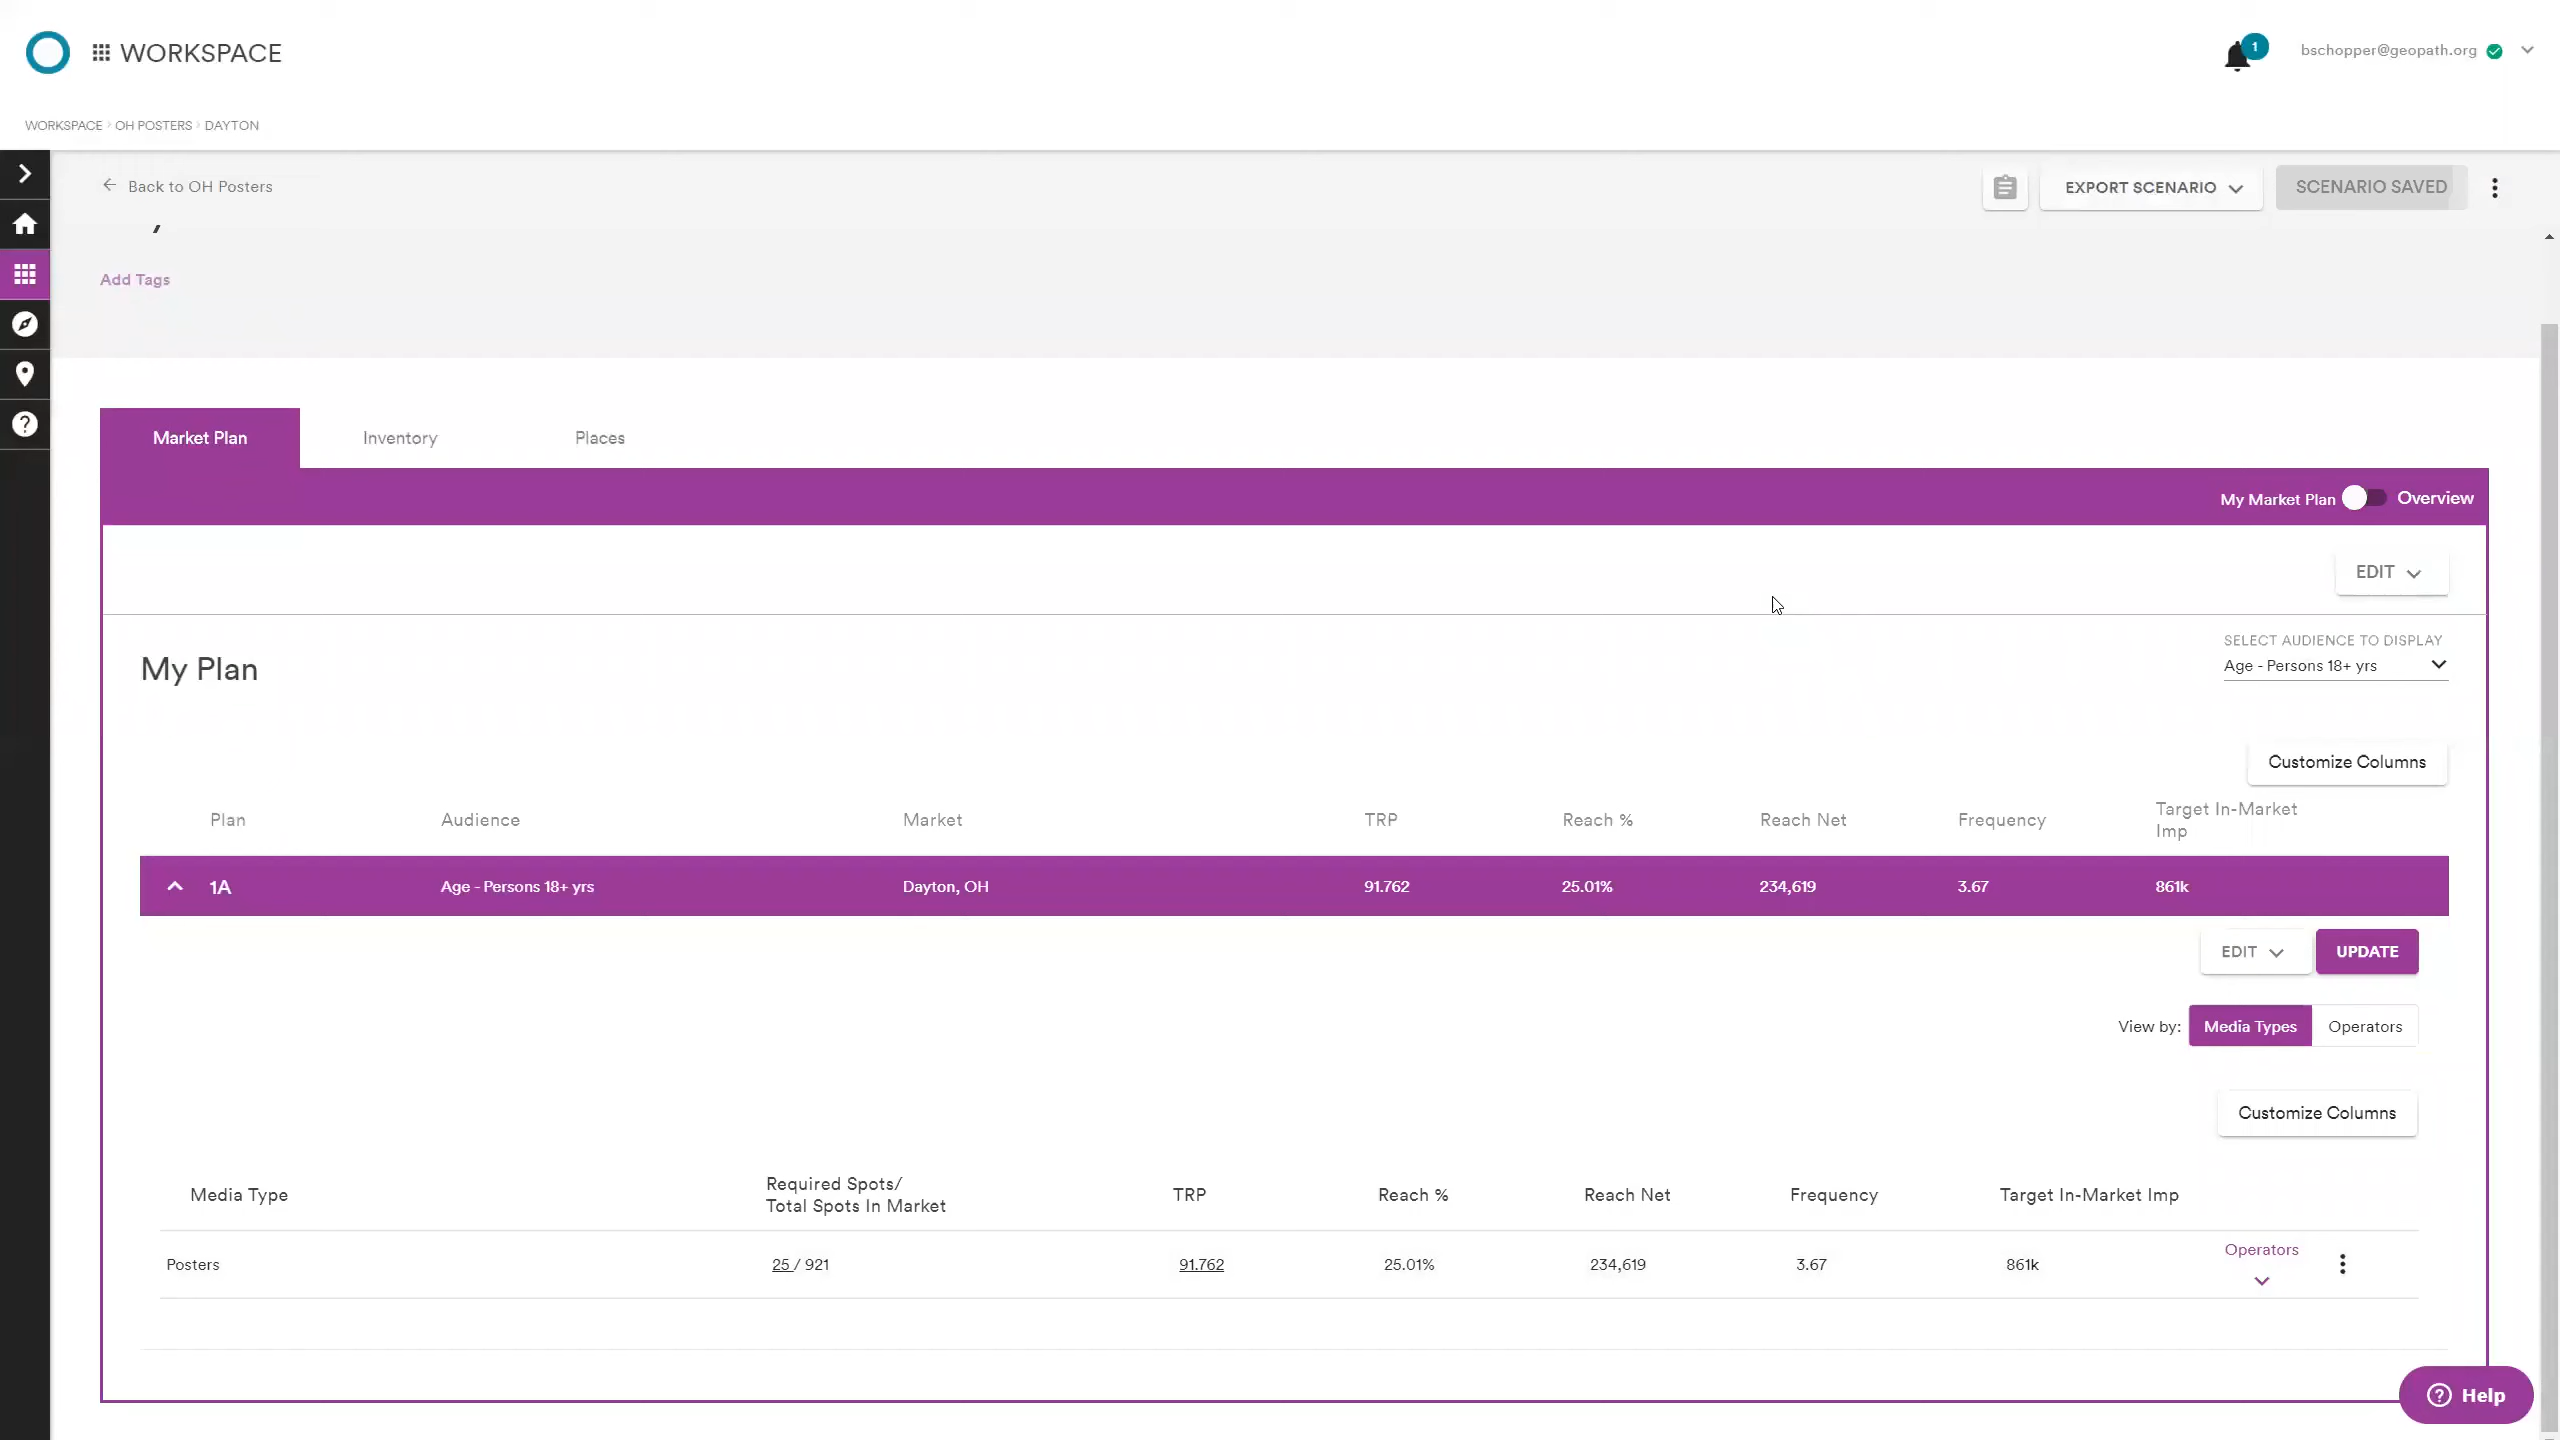 WORKSPACE
1
bschopper@geopath.org
WORKSPACE > OH POSTERS > DAYTON
Back to OH Posters
EXPORT SCENARIO
SCENARIO SAVED
Add Tags
Market Plan
Inventory
Places
My Market Plan
Overview
EDIT
My Plan
SELECT AUDIENCE TO DISPLAY
Age - Persons 18+ yrs
Customize Columns
Plan Audience Market TRP Reach % Reach Net Frequency Target In-Market
Imp
1A Age - Persons 18+ yrs Dayton, OH 91.762 25.01% 234,619 3.67 861k
EDIT UPDATE
View by: Media Types Operators
Customize Columns
Media Type Required Spots/ TRP Reach % Reach Net Frequency Target In-Market Imp
Total Spots In Market
Posters 25 / 921 91.762 25.01% 234,619 3.67 861k Operators
Help